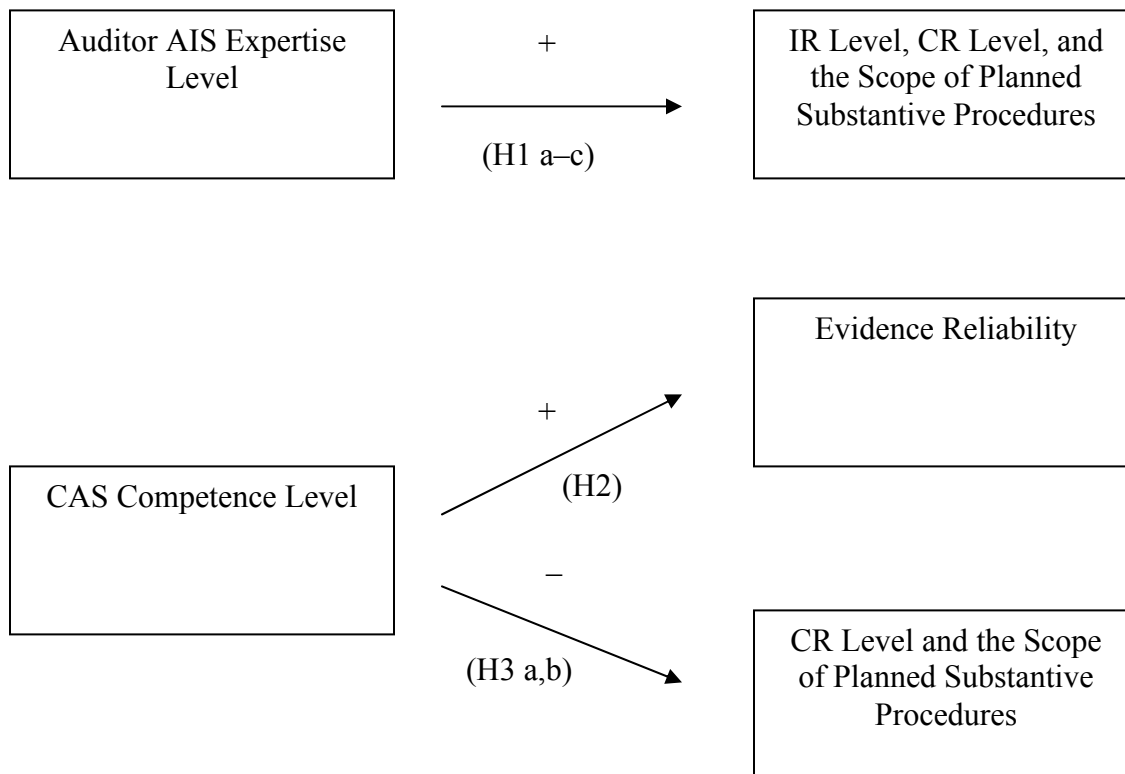 Auditor AIS Expertise
Level
+
(H1 a–c)
IR Level, CR Level, and
the Scope of Planned
Substantive Procedures
Evidence Reliability
+
(H2)
CAS Competence Level
–
(H3 a,b)
CR Level and the Scope
of Planned Substantive
Procedures